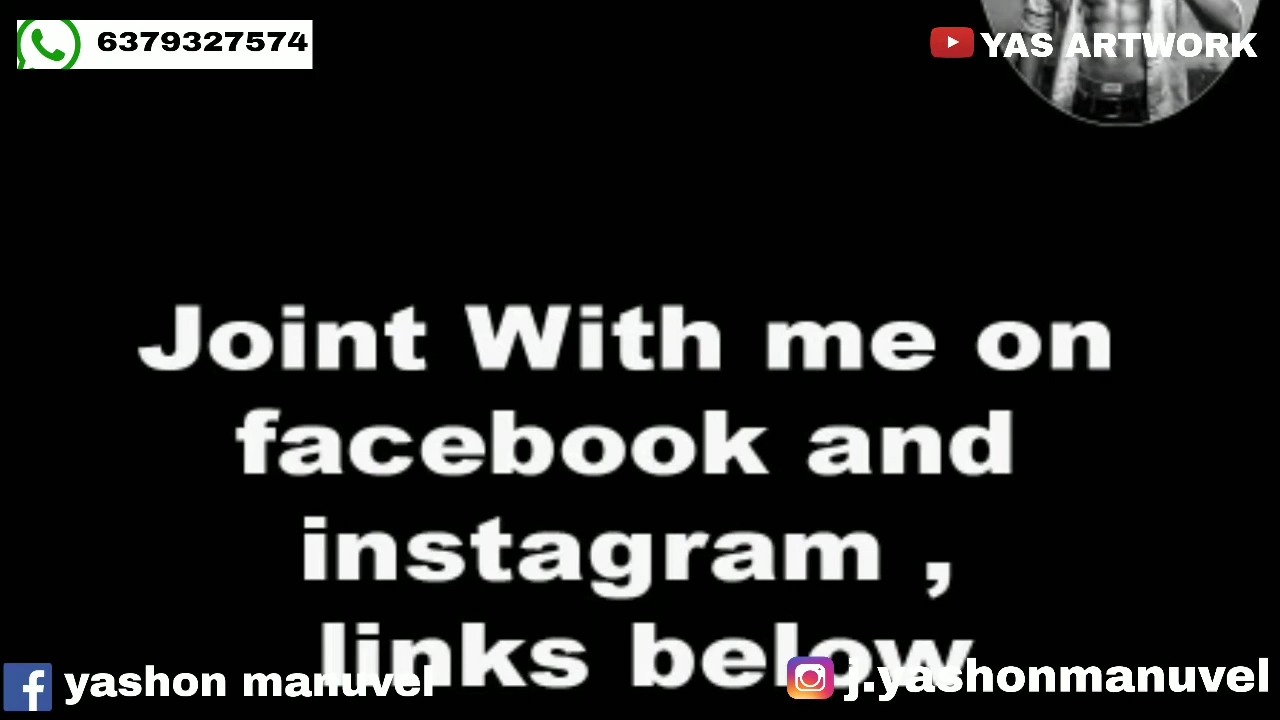 6379327574
YAS ARTWORK
Joint With me on
facebook and
instagram ,
links below
yashon manuvel
j.yashonmanuvel